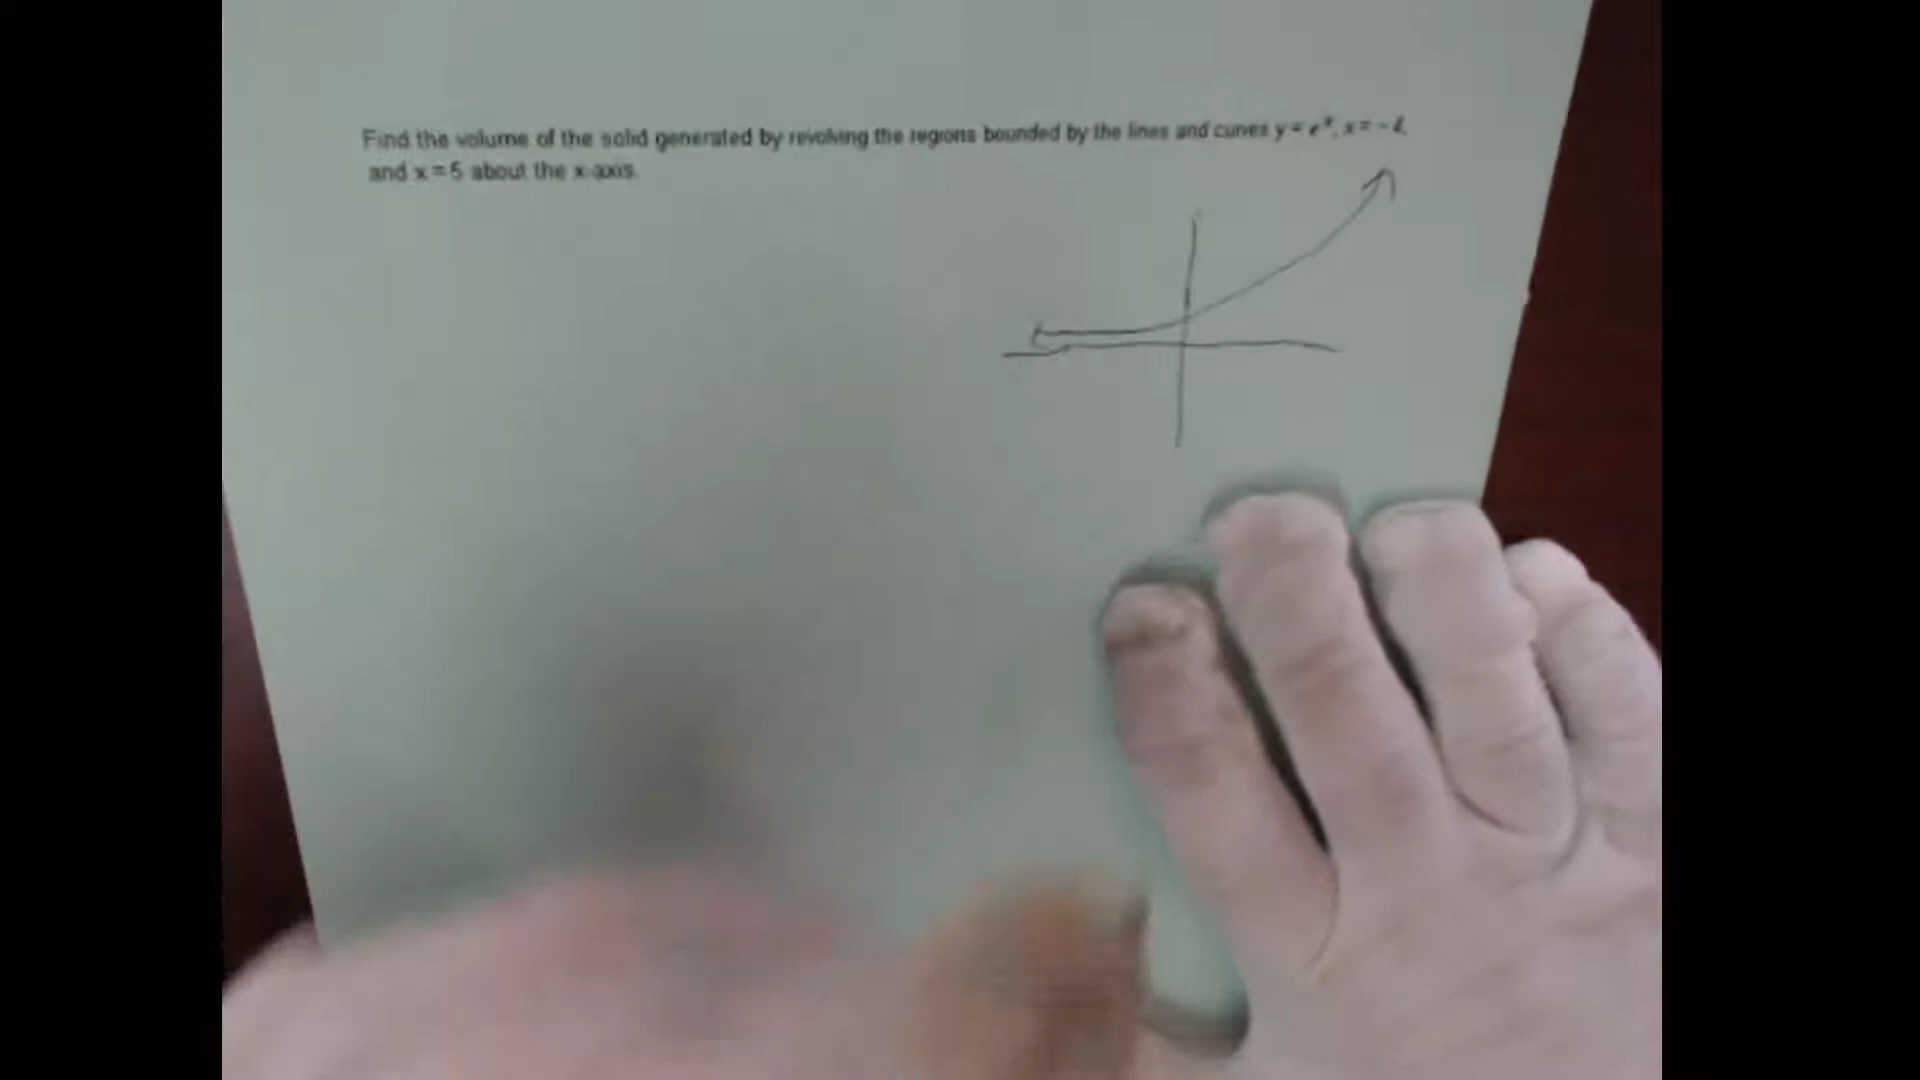 Find the volume of the solid generated by revolving the regions bounded by the lines and curves y = eˣ, x = -
and x = 5 about the x-axis.